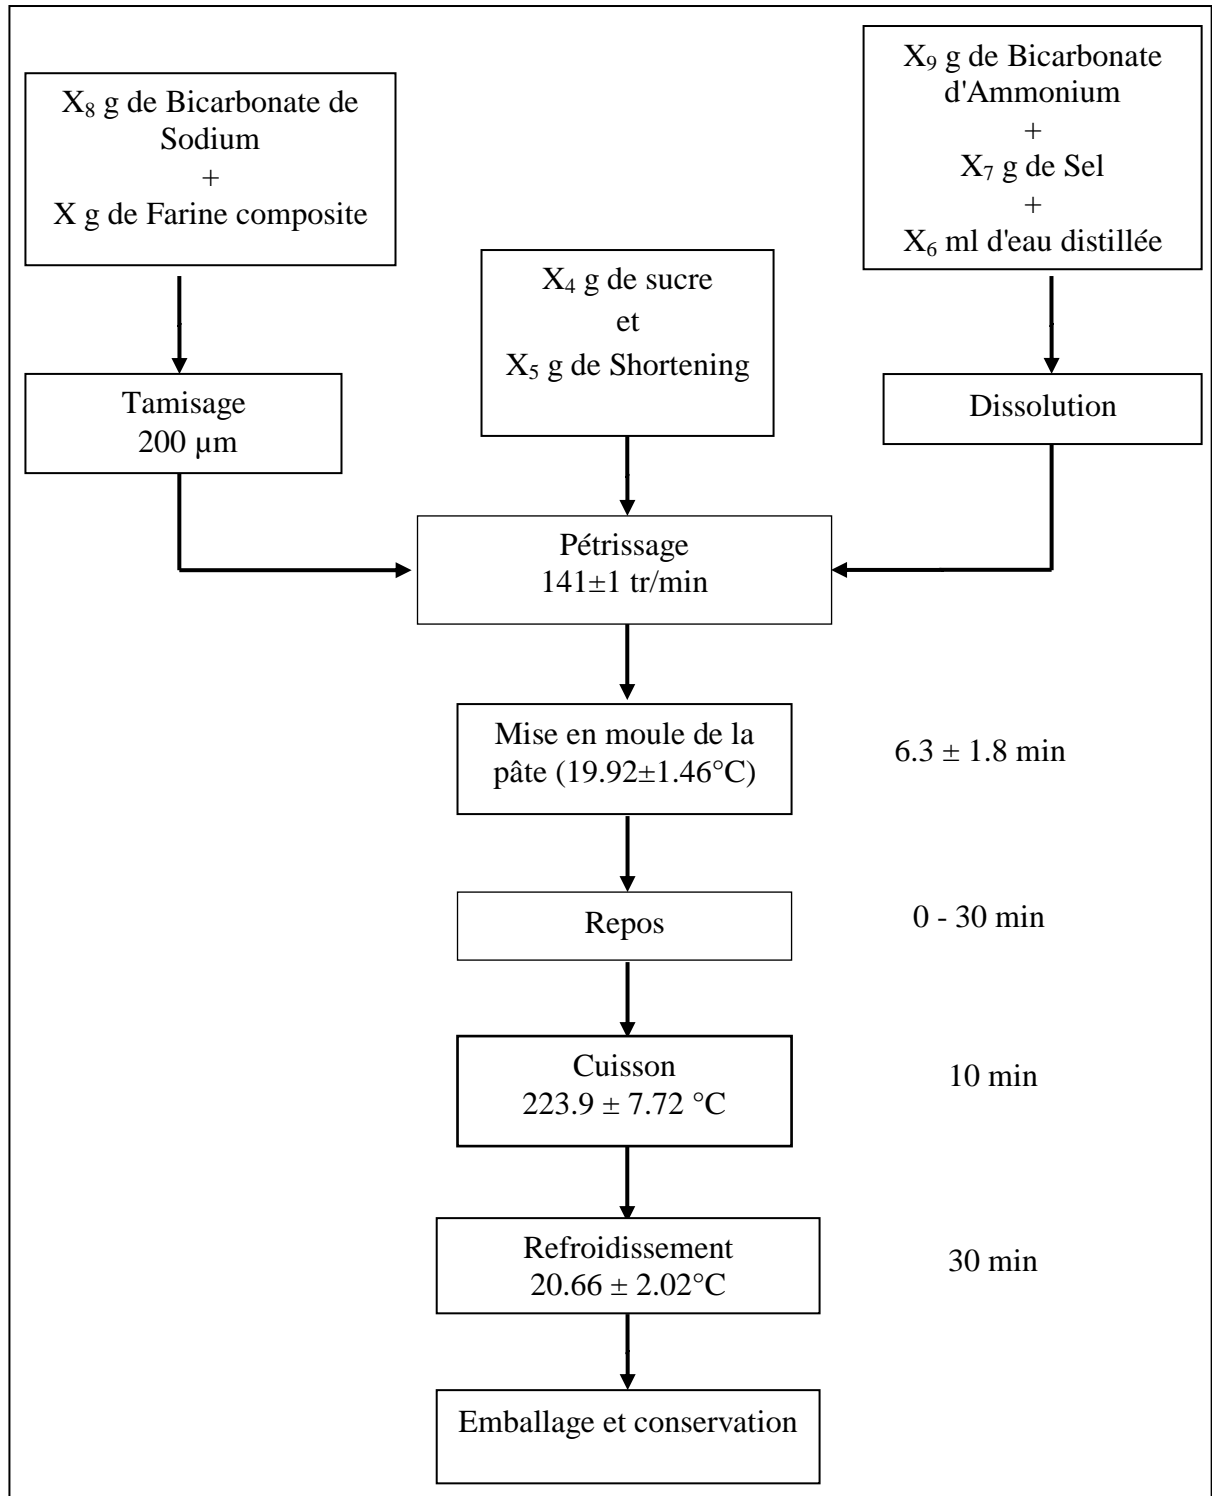 X₈ g de Bicarbonate de
Sodium
+
X g de Farine composite
X₉ g de Bicarbonate
d'Ammonium
+
X₇ g de Sel
+
X₆ ml d'eau distillée
X₄ g de sucre
et
X₅ g de Shortening
Tamisage
200 µm
Dissolution
Pétrissage
141±1 tr/min
Mise en moule de la
pâte (19.92±1.46°C)
6.3 ± 1.8 min
Repos
0 - 30 min
Cuisson
223.9 ± 7.72 °C
10 min
Refroidissement
20.66 ± 2.02°C
30 min
Emballage et conservation